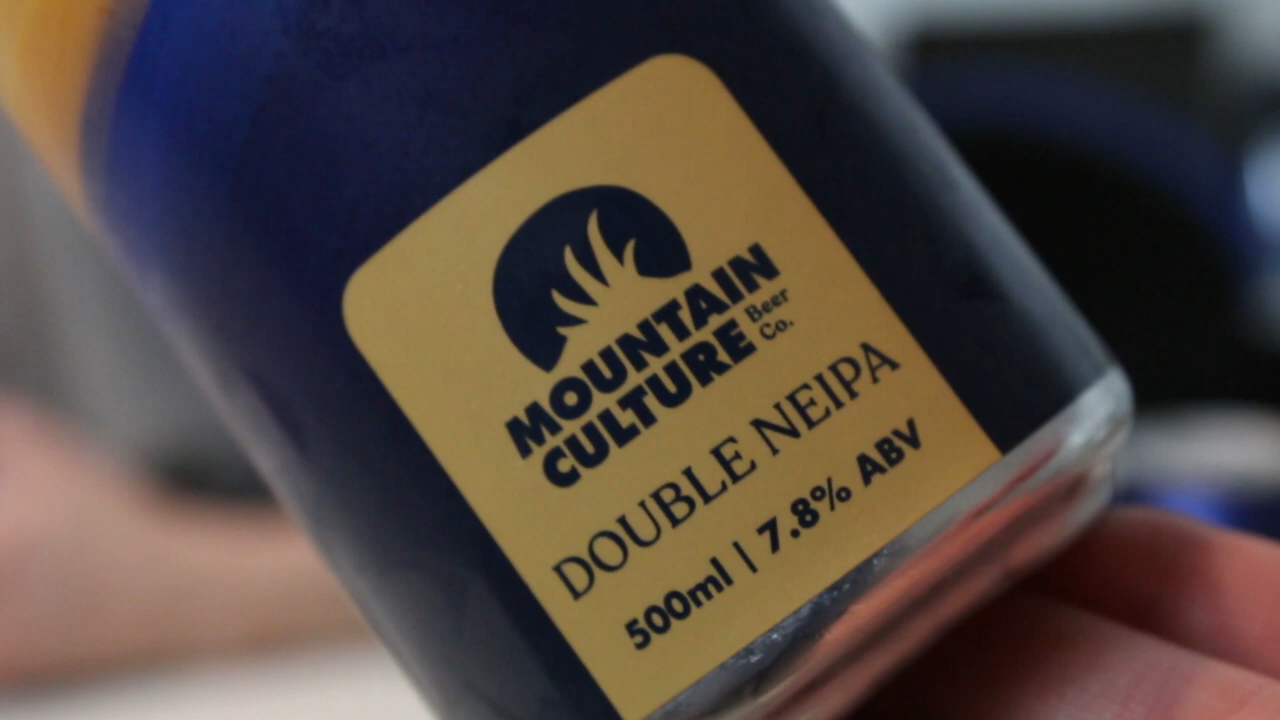 MOUNTAIN
CULTURE
Beer
Co.
DOUBLE NEIPA
500ml | 7.8% ABV